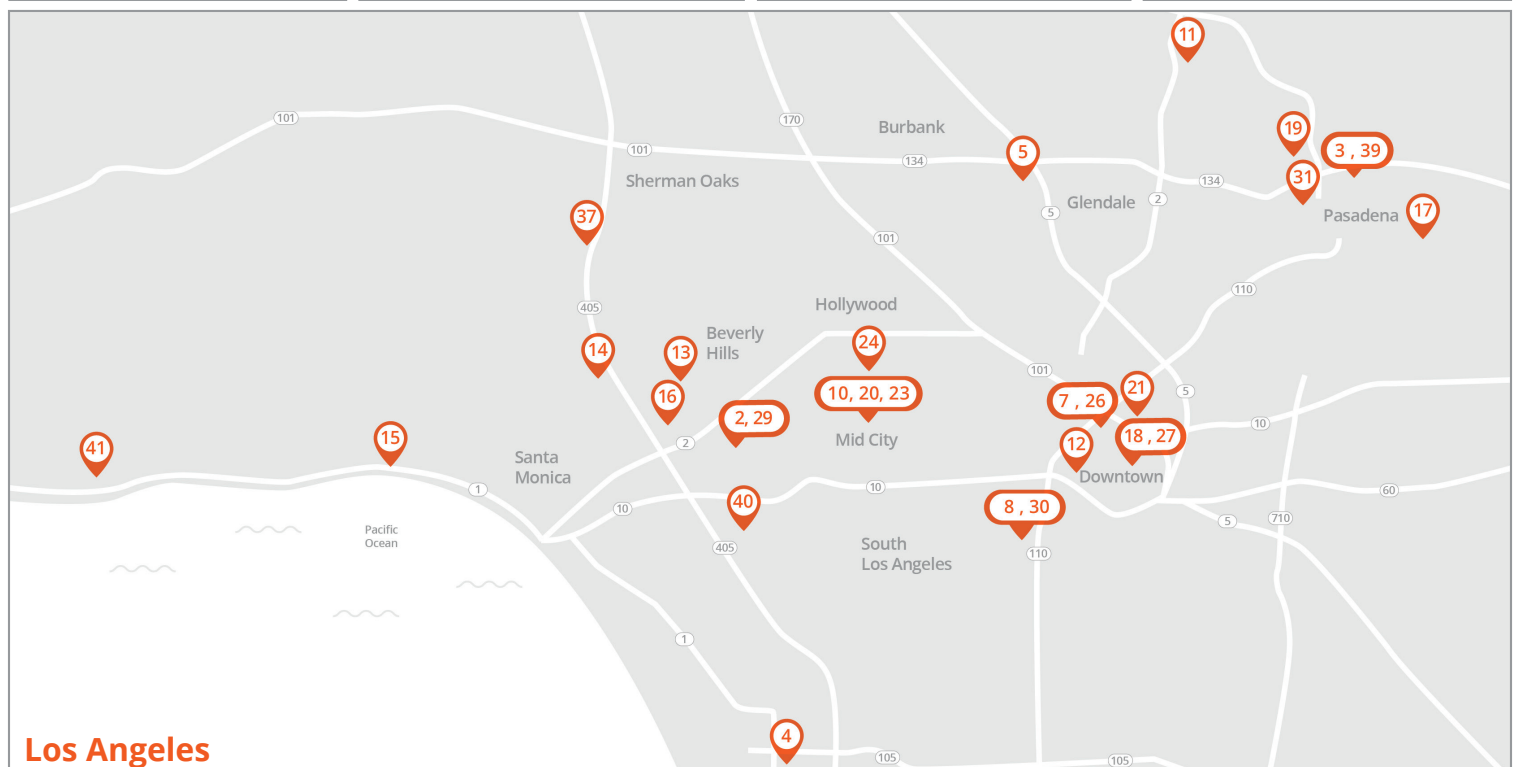 11
101
170
Burbank
19
3 , 39
5
101
134
Sherman Oaks
31
134
Glendale
2
5
37
Pasadena
17
101
110
405
Hollywood
Beverly
Hills
24
14
13
101
21
5
10, 20, 23
16
7 , 26
2, 29
10
18 , 27
Mid City
15
12
2
41
Santa
Monica
Downtown
1
10
60
40
10
8 , 30
5
710
Pacific
Ocean
405
South
Los Angeles
110
1
4
Los Angeles
105
105